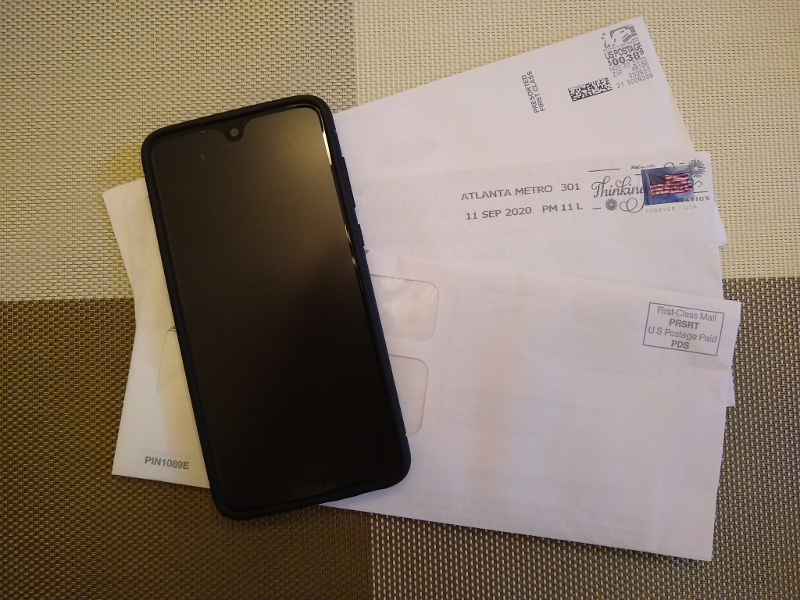 US POSTAGE
PRESORTED
FIRST CLASS
ATLANTA METRO 301
11 SEP 2020 PM 11 L
Thinking
FOREVER / USA
First-Class Mail
PRSRT
U S Postage Paid
PDS
PIN1089E